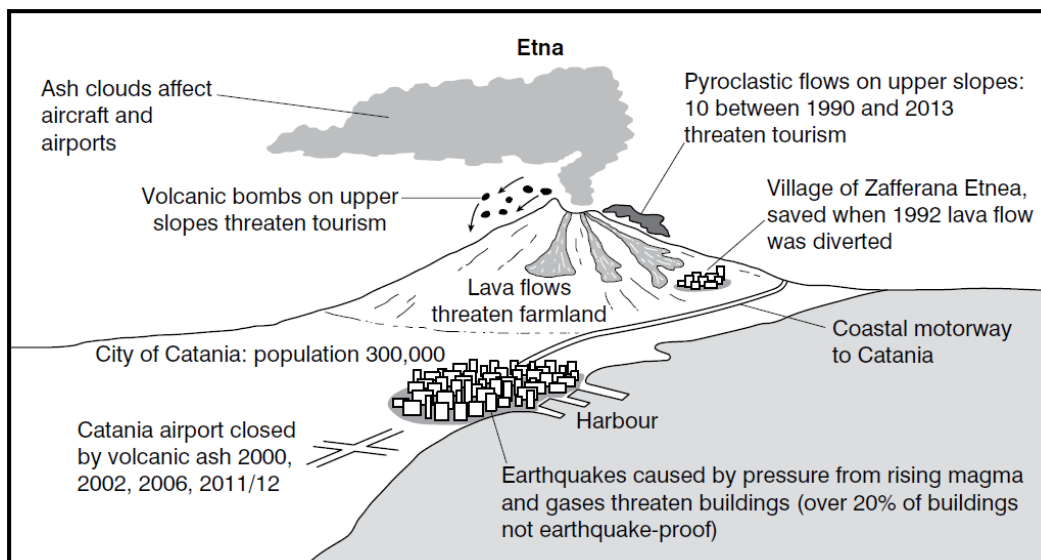 Etna
Ash clouds affect
aircraft and
airports
Pyroclastic flows on upper slopes:
10 between 1990 and 2013
threaten tourism
Volcanic bombs on upper
slopes threaten tourism
Village of Zafferana Etnea,
saved when 1992 lava flow
was diverted
Lava flows
threaten farmland
Coastal motorway
to Catania
City of Catania: population 300,000
Harbour
Catania airport closed
by volcanic ash 2000,
2002, 2006, 2011/12
Earthquakes caused by pressure from rising magma
and gases threaten buildings (over 20% of buildings
not earthquake-proof)